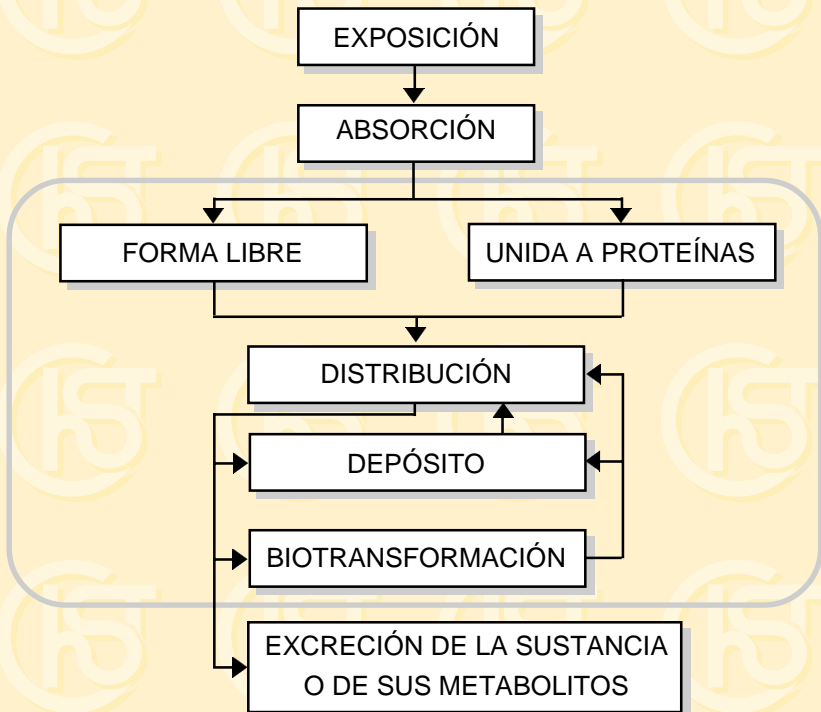 EXPOSICIÓN
ABSORCIÓN
FORMA LIBRE
UNIDA A PROTEÍNAS
DISTRIBUCIÓN
DEPÓSITO
BIOTRANSFORMACIÓN
EXCRECIÓN DE LA SUSTANCIA
O DE SUS METABOLITOS